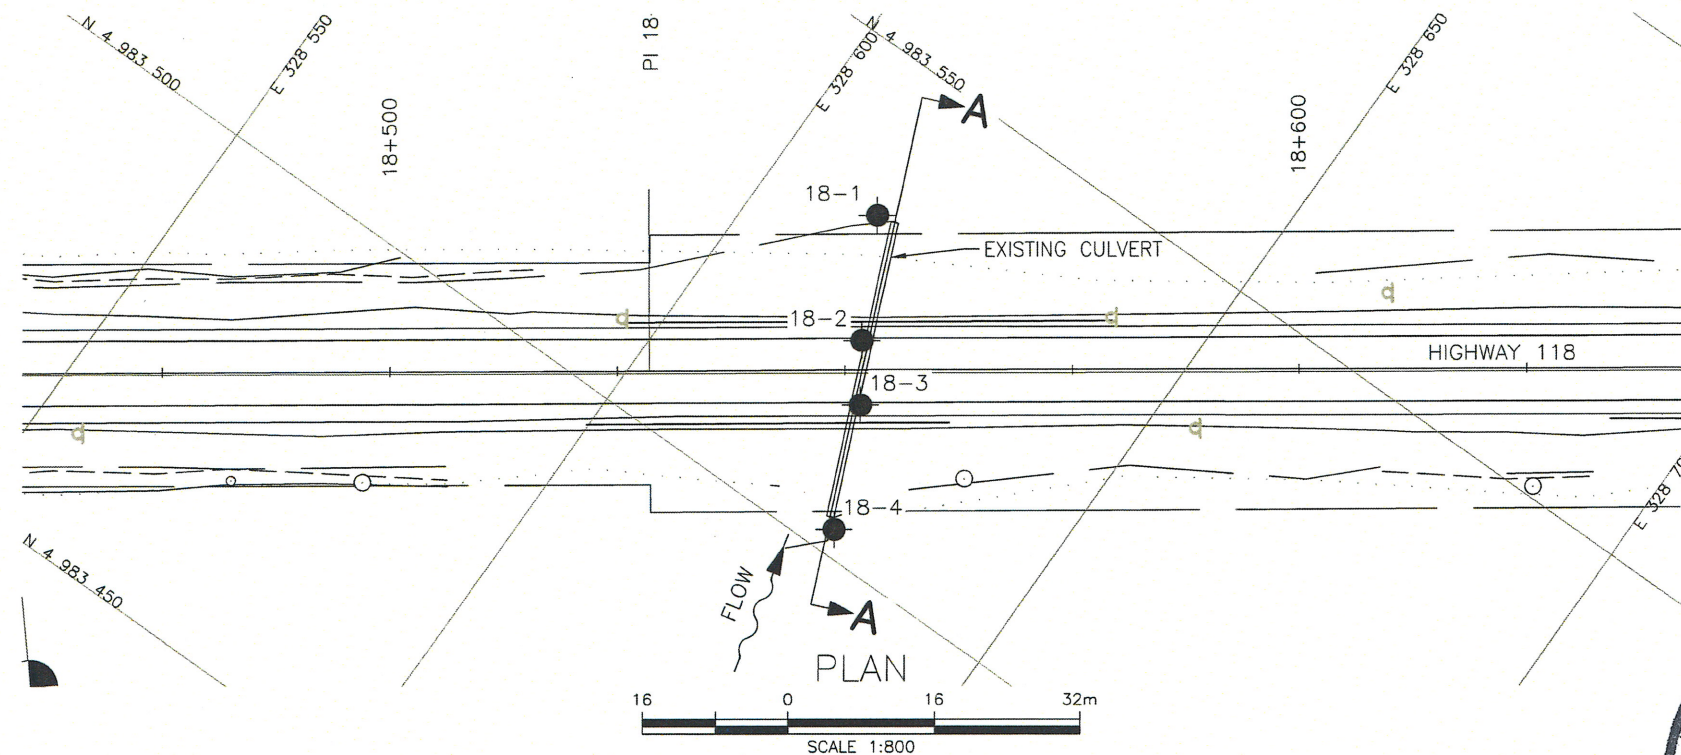 N 4 983 500
E 328 550
PI 18
E 328 600
N 4 983 550
E 328 650
A
18+500
18+600
18-1
EXISTING CULVERT
d
d
d
18-2
HIGHWAY 118
18-3
d
d
18-4
E 328 70
N 4 983 450
FLOW
A
PLAN
16 0 16 32m
SCALE 1:800